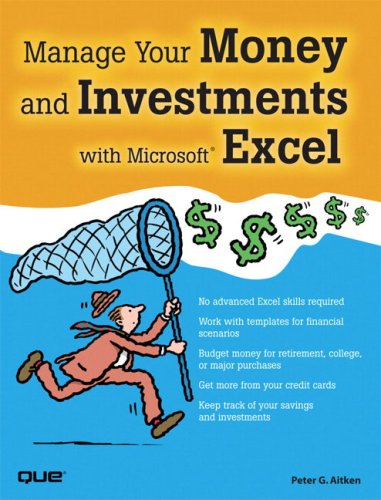 Manage Your Money
and Investments
with Microsoft® Excel
$ $ $ $ $
No advanced Excel skills required
Work with templates for financial
scenarios
Budget money for retirement, college,
or major purchases
Get more from your credit cards
Keep track of your savings
and investments
que®
Peter G. Aitken